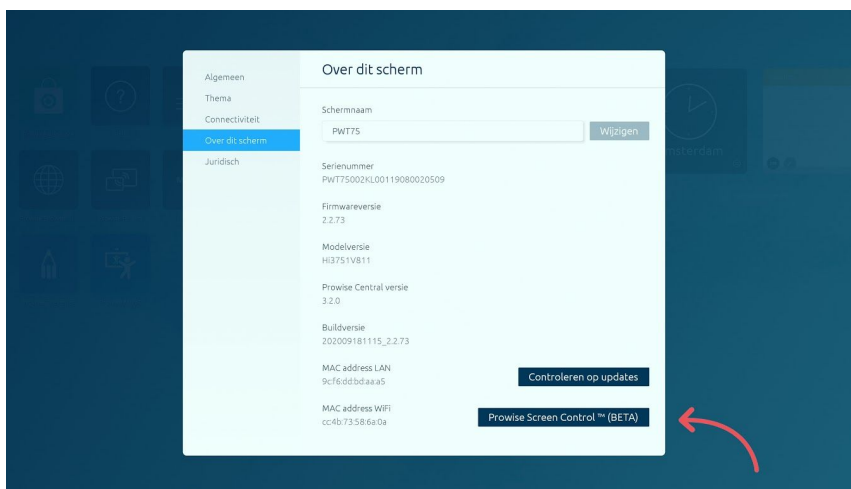 Algemeen
Thema
Connectiviteit
Over dit scherm
Juridisch
Over dit scherm
Schermnaam
PWT75
Wijzigen
Serienummer
PWT75002KL00119080020509
Firmwareversie
2.2.73
Modelversie
Hi3751V811
Prowise Central versie
3.2.0
Buildversie
202009181115_2.2.73
MAC address LAN
9c:f6:dd:bd:aa:a5
Controleren op updates
MAC address WiFi
cc:4b:73:58:6a:0a
Prowise Screen Control ™ (BETA)